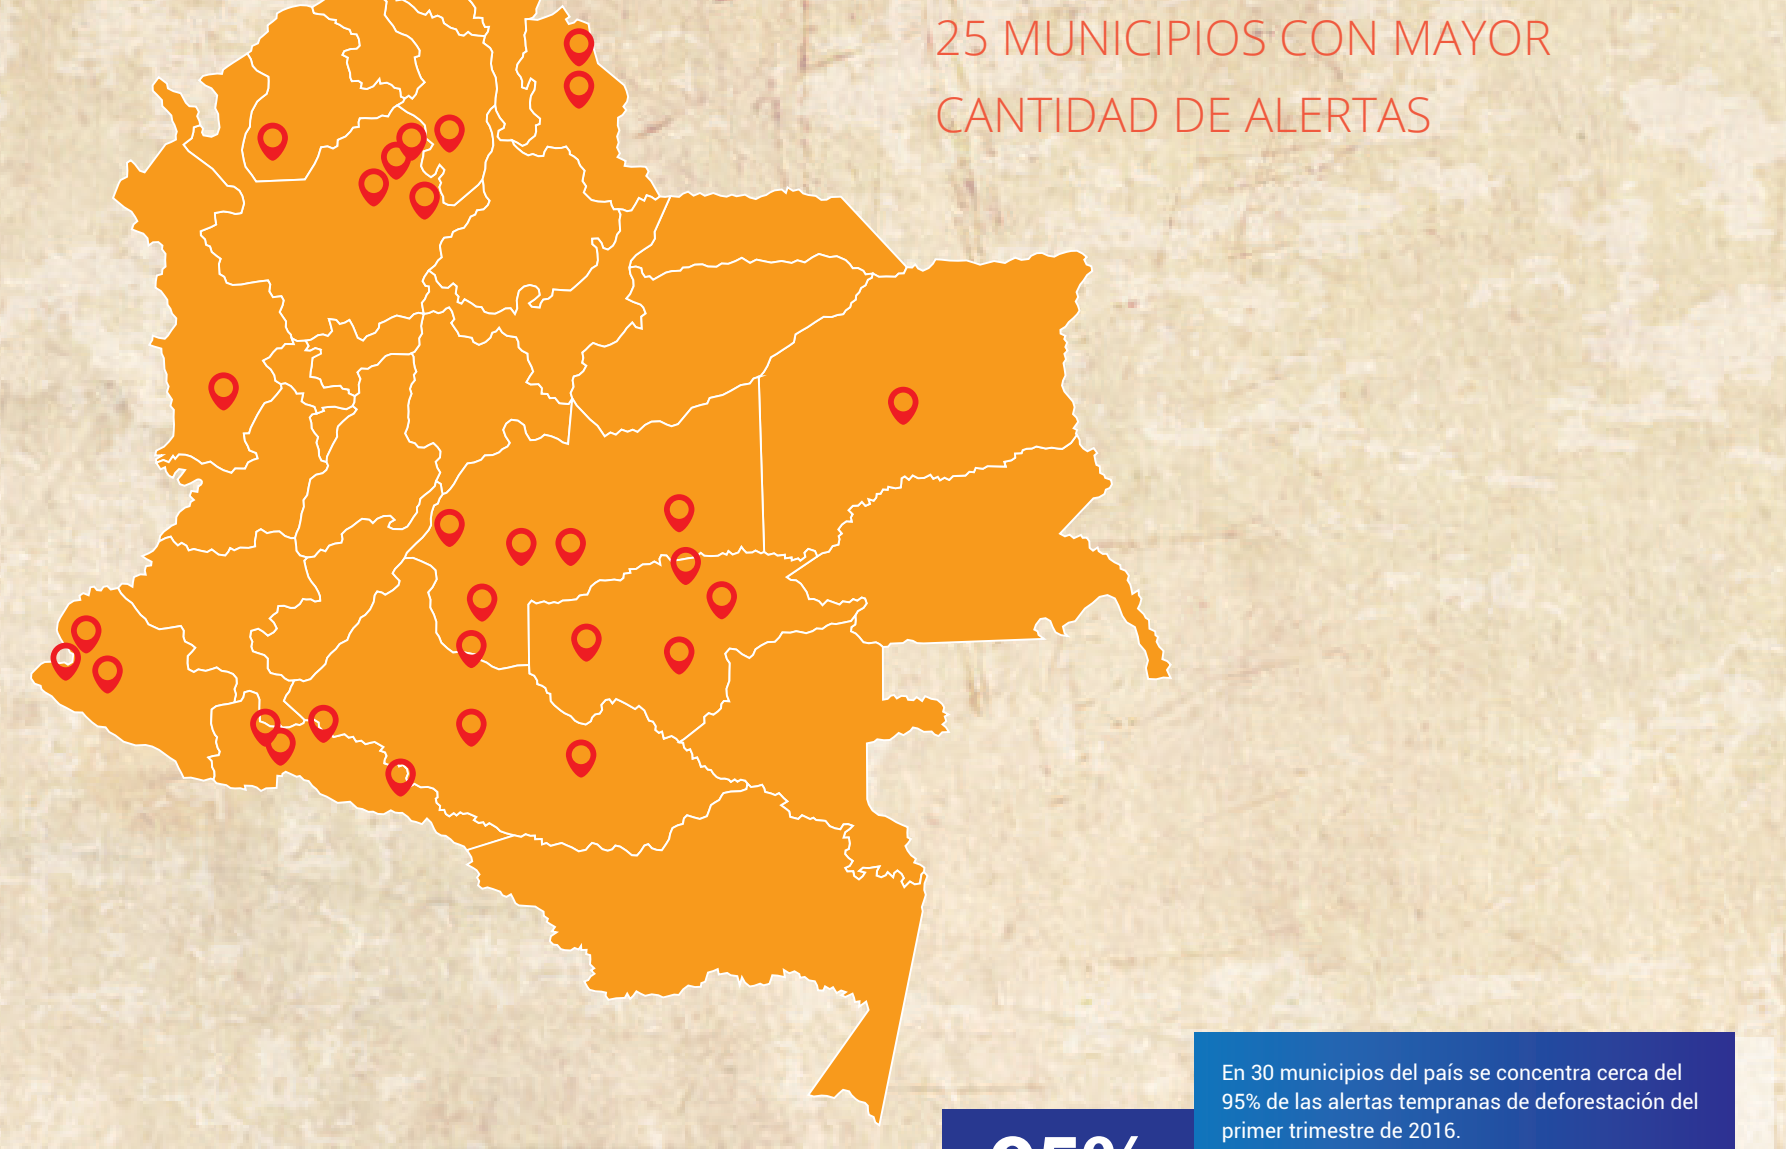 25 MUNICIPIOS CON MAYOR
CANTIDAD DE ALERTAS
En 30 municipios del país se concentra cerca del
95% de las alertas tempranas de deforestación del
primer trimestre de 2016.
95%